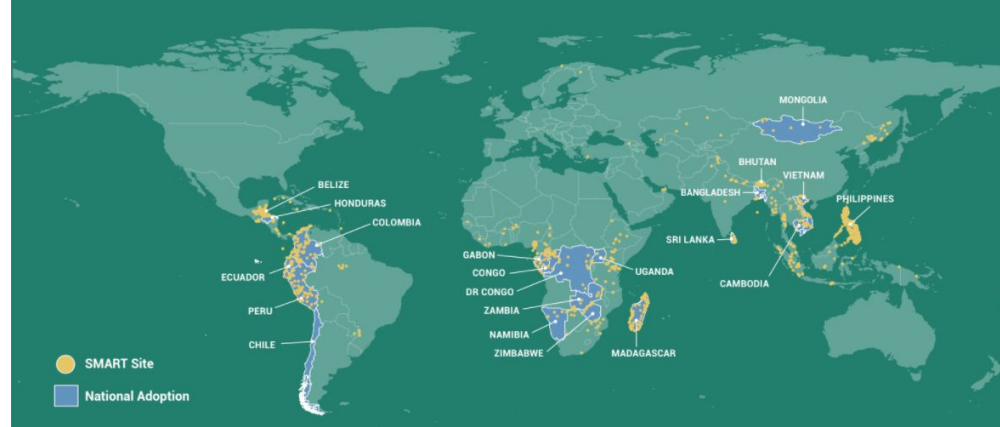 MONGOLIA
BHUTAN
VIETNAM
BANGLADESH
PHILIPPINES
BELIZE
HONDURAS
COLOMBIA
SRI LANKA
GABON
ECUADOR
CONGO
UGANDA
CAMBODIA
DR CONGO
PERU
ZAMBIA
NAMIBIA
CHILE
ZIMBABWE
MADAGASCAR
SMART Site
National Adoption